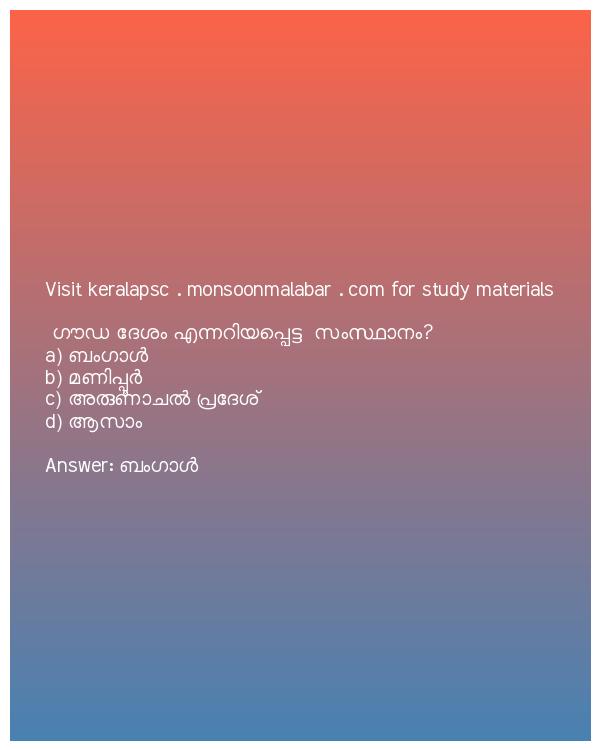 Visit keralapsc . monsoonmalabar . com for study materials
ഗൗഡ ദേശം എന്നറിയപ്പെട്ട സംസ്ഥാനം?
a) ബംഗാൾ
b) മണിപ്പൂർ
c) അരുണാചൽ പ്രദേശ്
d) ആസാം
Answer: ബംഗാൾ